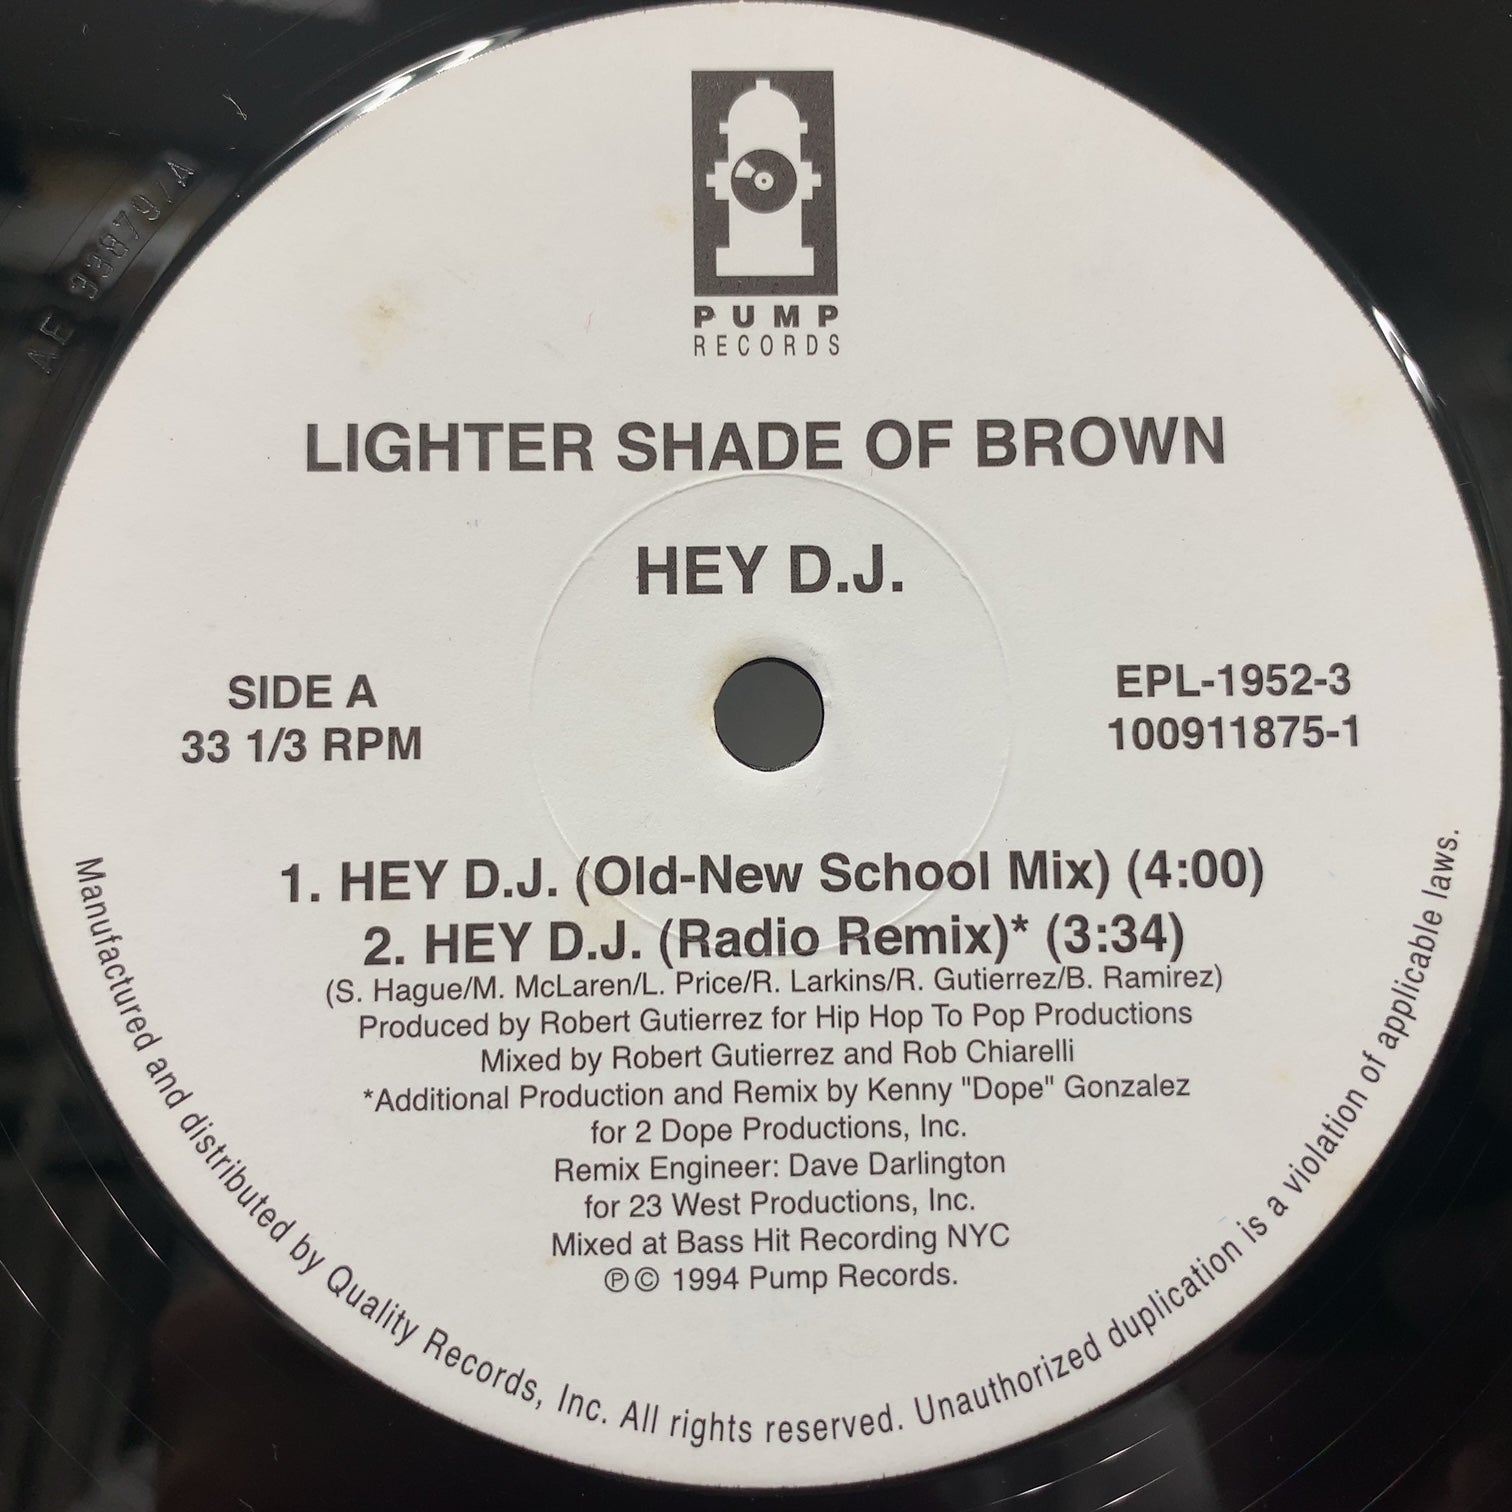 PUMP
RECORDS
LIGHTER SHADE OF BROWN
HEY D.J.
SIDE A
33 1/3 RPM
EPL-1952-3
100911875-1
1. HEY D.J. (Old-New School Mix) (4:00)
2. HEY D.J. (Radio Remix)* (3:34)
(S. Hague/M. McLaren/L. Price/R. Larkins/R. Gutierrez/B. Ramirez)
Produced by Robert Gutierrez for Hip Hop To Pop Productions
Mixed by Robert Gutierrez and Rob Chiarelli
*Additional Production and Remix by Kenny "Dope" Gonzalez
for 2 Dope Productions, Inc.
Remix Engineer: Dave Darlington
for 23 West Productions, Inc.
Mixed at Bass Hit Recording NYC
℗© 1994 Pump Records.
Manufactured and distributed by Quality Records, Inc. All rights reserved. Unauthorized duplication is a violation of applicable laws.